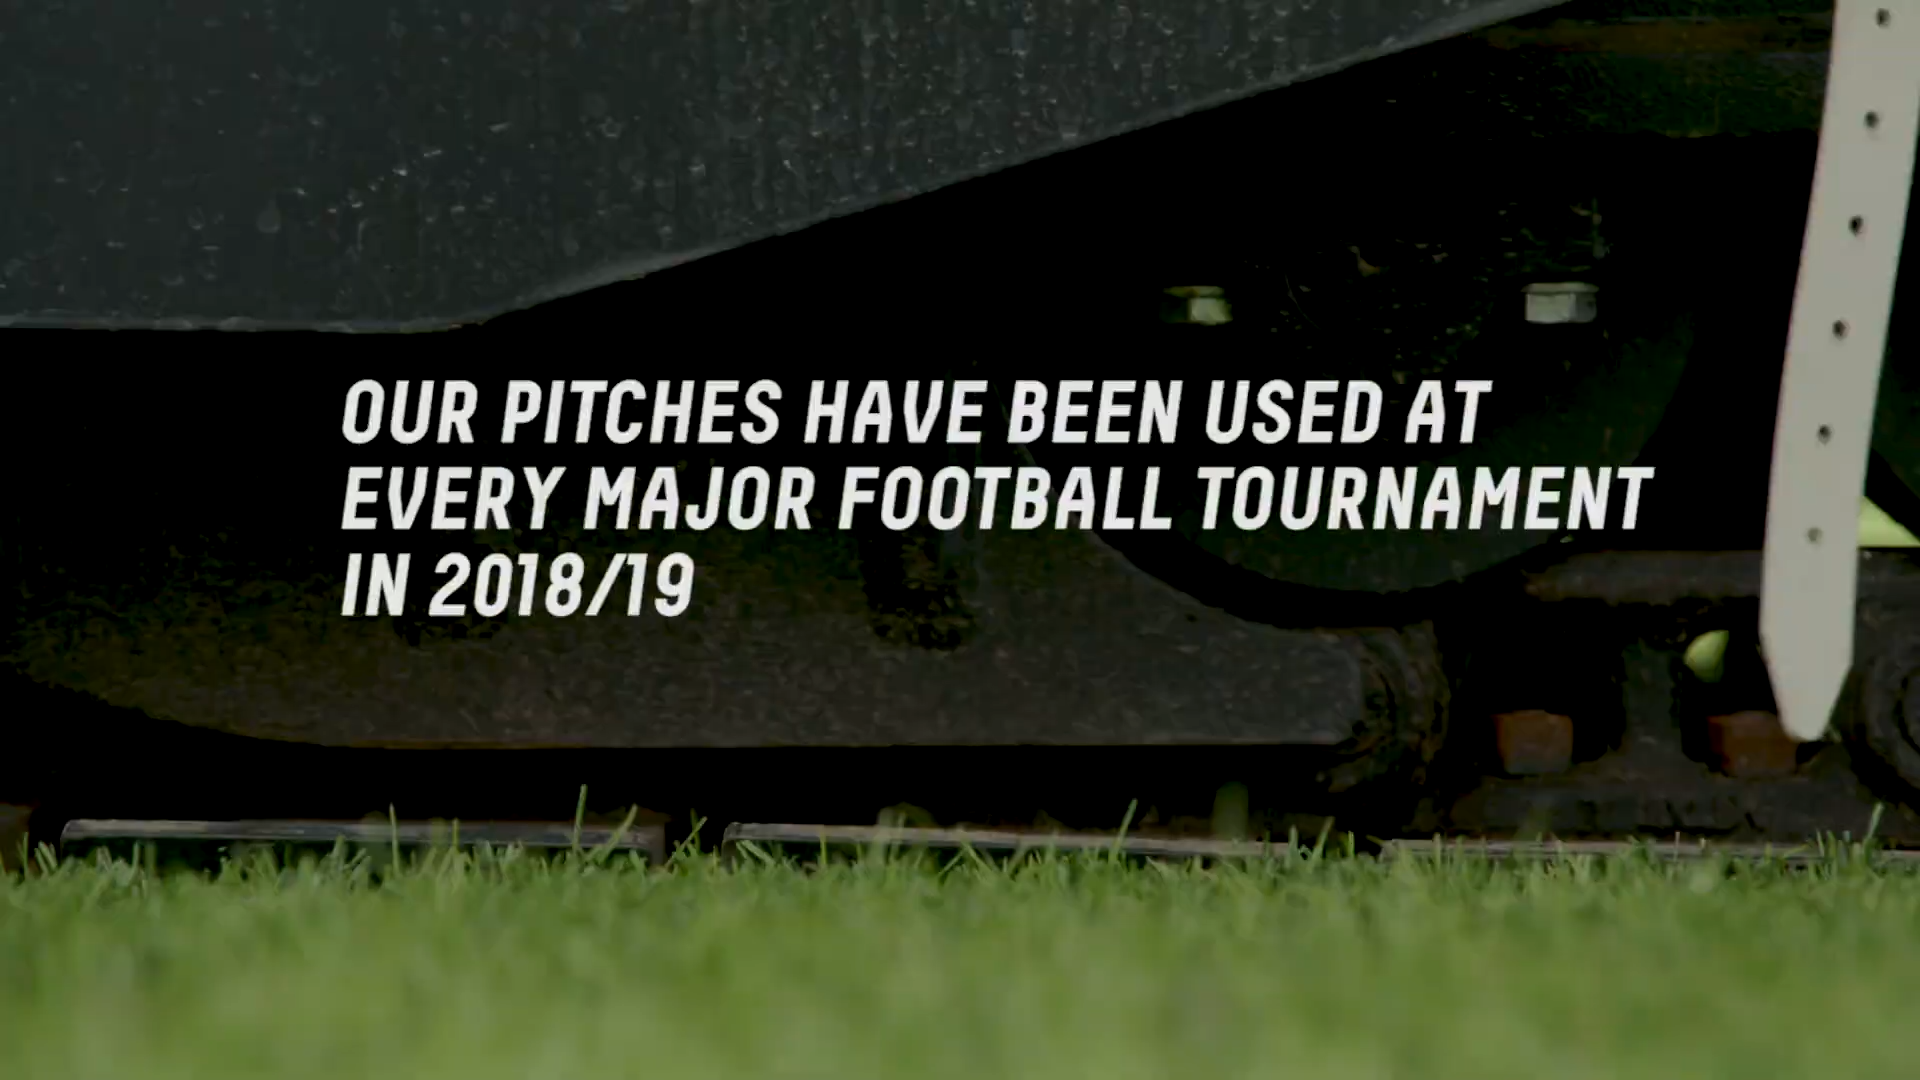 OUR PITCHES HAVE BEEN USED AT
EVERY MAJOR FOOTBALL TOURNAMENT
IN 2018/19